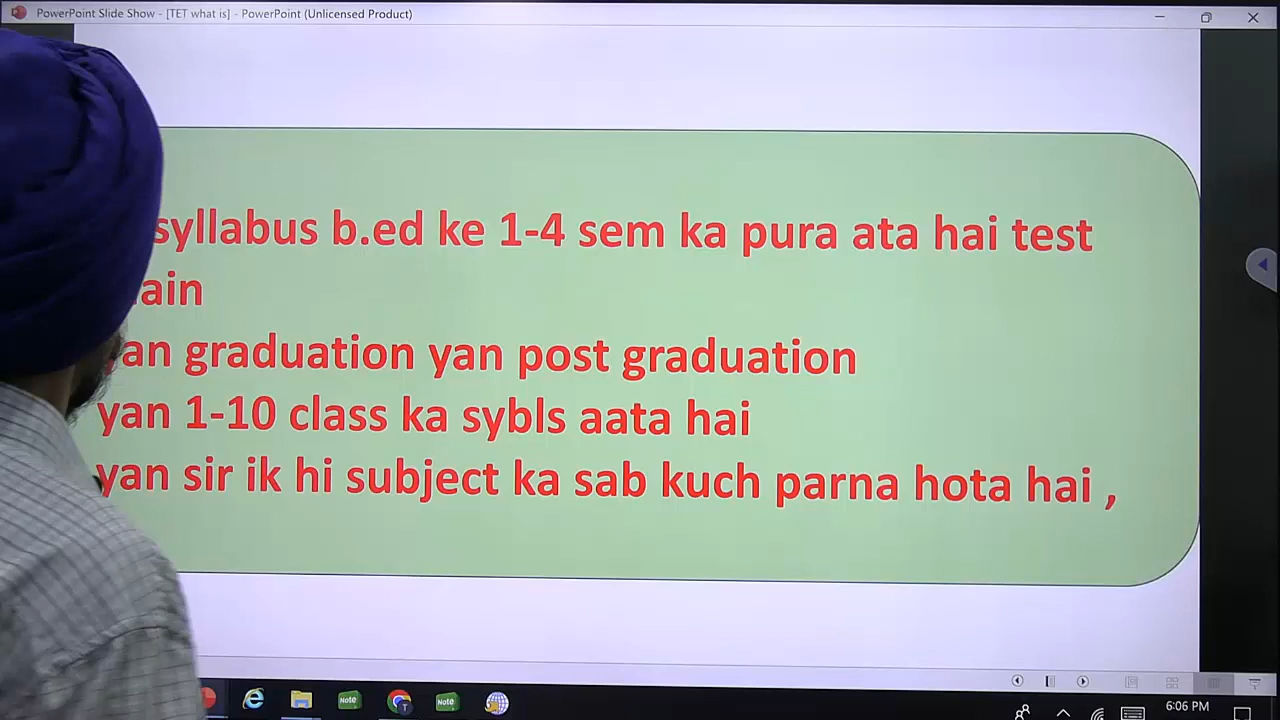 PowerPoint Slide Show - [TET what is] - PowerPoint (Unlicensed Product)
syllabus b.ed ke 1-4 sem ka pura ata hai test
graduation yan post graduation
yan 1-10 class ka sybls aata hai
yan sir ik hi subject ka sab kuch parna hota hai ,
Note
Note
6:06 PM